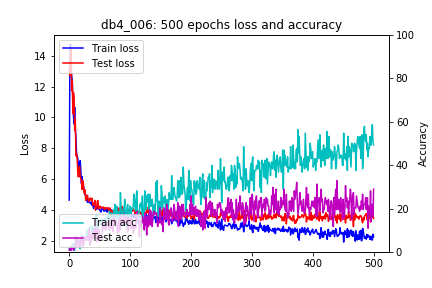 db4_006: 500 epochs loss and accuracy
Train loss
Test loss
Train acc
Test acc
Loss
14
12
10
8
6
4
2
Accuracy
100
80
60
40
20
0
0
100
200
300
400
500